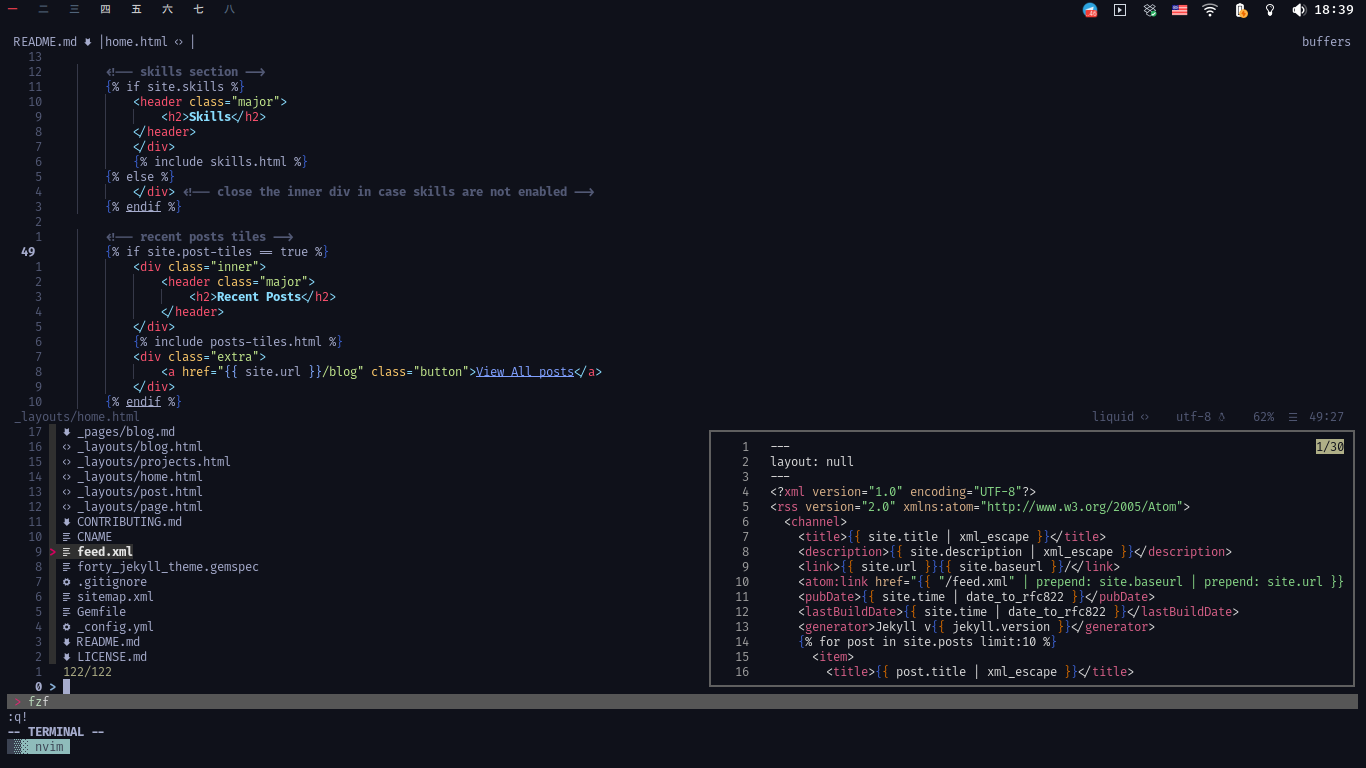 一 二 三 四 五 六 七 八 18:39
README.md |home.html <> | buffers
13
12 <!-- skills section -->
11 {% if site.skills %}
10 <header class="major">
9 <h2>Skills</h2>
8 </header>
7 </div>
6 {% include skills.html %}
5 {% else %}
4 </div> <!-- close the inner div in case skills are not enabled -->
3 {% endif %}
2
1 <!-- recent posts tiles -->
49 {% if site.post-tiles == true %}
1 <div class="inner">
2 <header class="major">
3 <h2>Recent Posts</h2>
4 </header>
5 </div>
6 {% include posts-tiles.html %}
7 <div class="extra">
8 <a href="{{ site.url }}/blog" class="button">View All posts</a>
9 </div>
10 {% endif %}
_layouts/home.html liquid <> utf-8 62% ☰ 49:27
17 _pages/blog.md
16 <> _layouts/blog.html
15 <> _layouts/projects.html
14 <> _layouts/home.html
13 <> _layouts/post.html
12 <> _layouts/page.html
11 CONTRIBUTING.md
10 CNAME
9 > feed.xml
8 forty_jekyll_theme.gemspec
7 .gitignore
6 sitemap.xml
5 Gemfile
4 _config.yml
3 README.md
2 LICENSE.md
1 122/122
0 >
1 --- 1/30
2 layout: null
3 ---
4 <?xml version="1.0" encoding="UTF-8"?>
5 <rss version="2.0" xmlns:atom="http://www.w3.org/2005/Atom">
6 <channel>
7 <title>{{ site.title | xml_escape }}</title>
8 <description>{{ site.description | xml_escape }}</description>
9 <link>{{ site.url }}{{ site.baseurl }}/</link>
10 <atom:link href="{{ "/feed.xml" | prepend: site.baseurl | prepend: site.url }}
11 <pubDate>{{ site.time | date_to_rfc822 }}</pubDate>
12 <lastBuildDate>{{ site.time | date_to_rfc822 }}</lastBuildDate>
13 <generator>Jekyll v{{ jekyll.version }}</generator>
14 {% for post in site.posts limit:10 %}
15 <item>
16 <title>{{ post.title | xml_escape }}</title>
> fzf
:q!
-- TERMINAL --
nvim